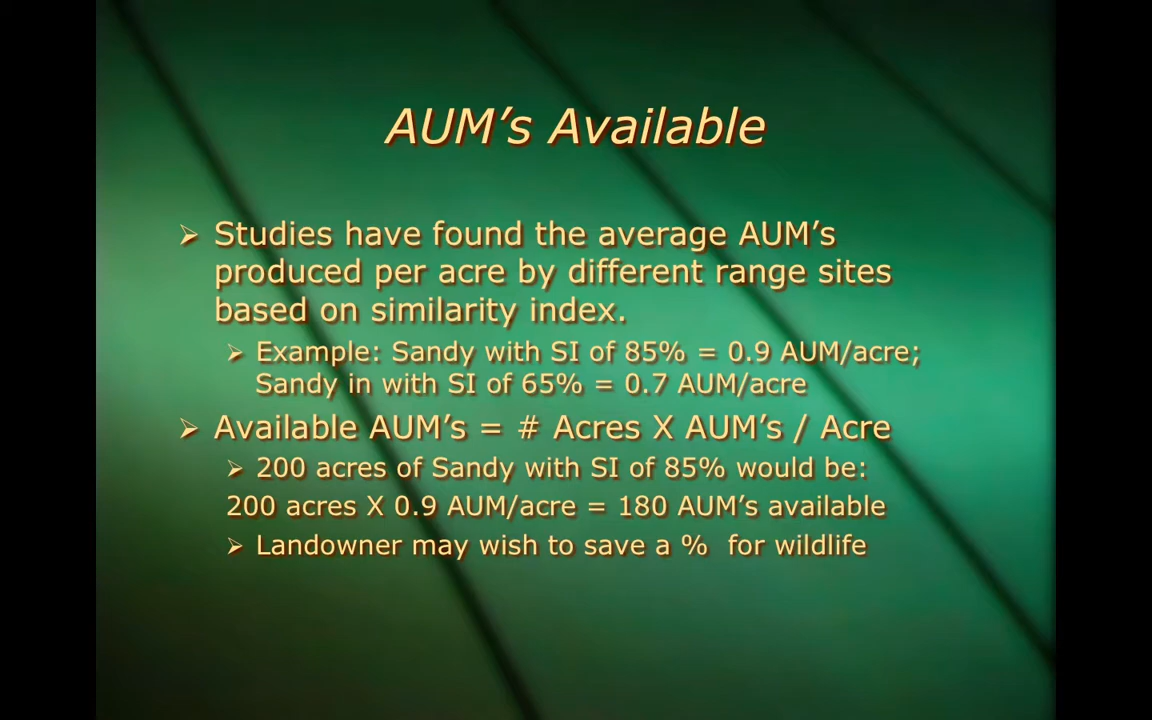 AUM’s Available
➢ Studies have found the average AUM’s
produced per acre by different range sites
based on similarity index.
➢ Example: Sandy with SI of 85% = 0.9 AUM/acre;
Sandy in with SI of 65% = 0.7 AUM/acre
➢ Available AUM’s = # Acres X AUM’s / Acre
➢ 200 acres of Sandy with SI of 85% would be:
200 acres X 0.9 AUM/acre = 180 AUM’s available
➢ Landowner may wish to save a % for wildlife